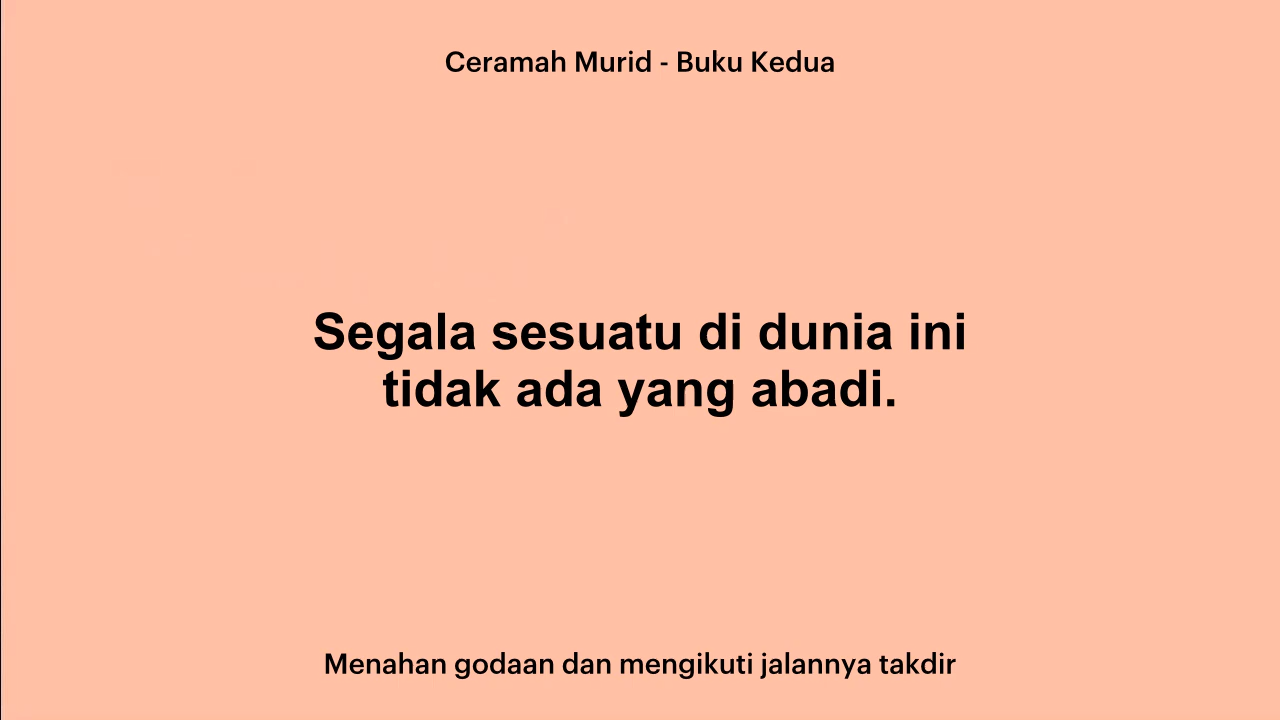 Ceramah Murid - Buku Kedua
Segala sesuatu di dunia ini
tidak ada yang abadi.
Menahan godaan dan mengikuti jalannya takdir